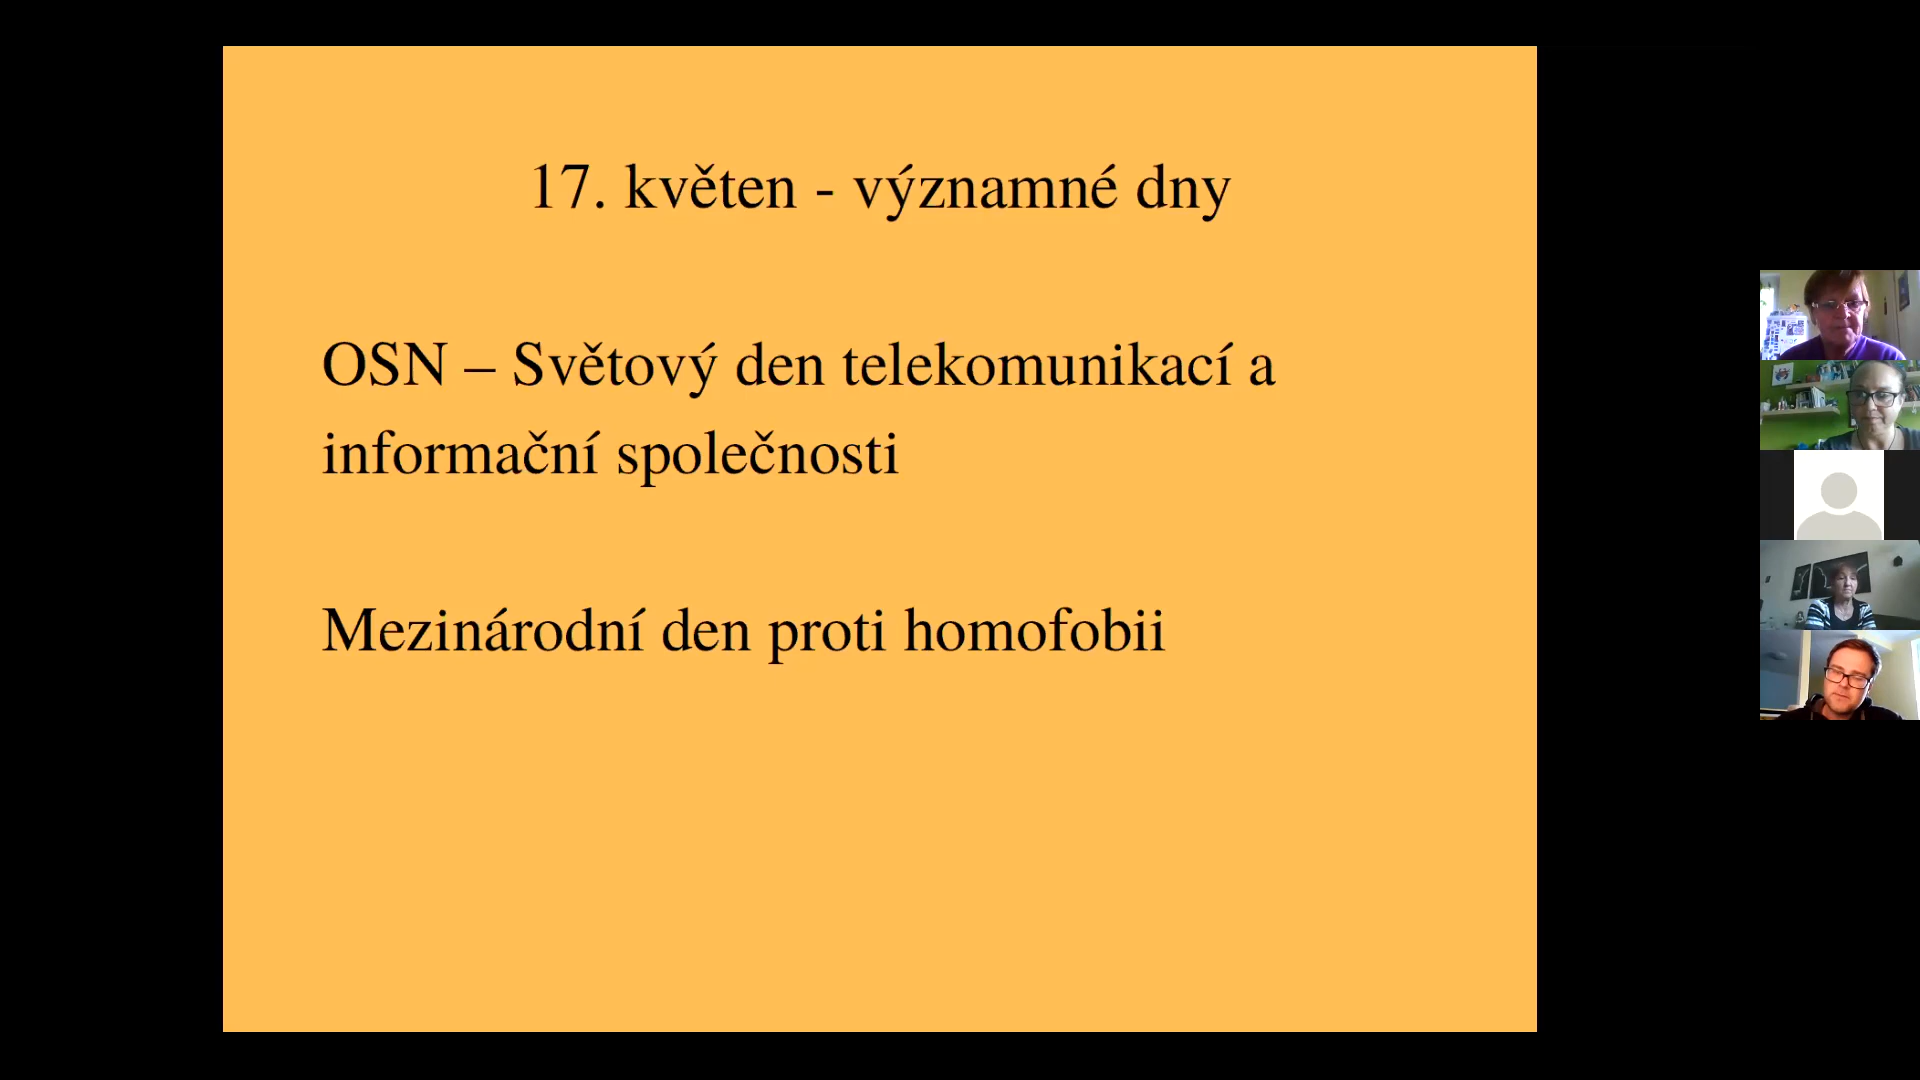 17. květen - významné dny
OSN – Světový den telekomunikací a
informační společnosti
Mezinárodní den proti homofobii